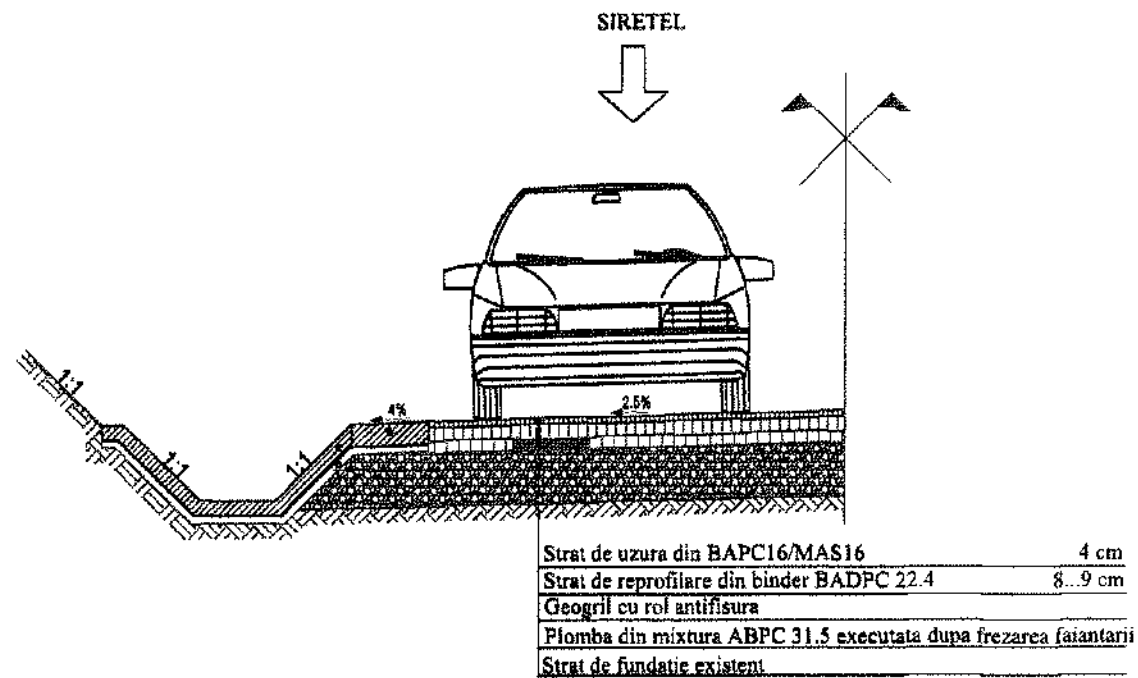 SIRETEL
1:1
1:1
1:1
4%
2.5%
Strat de uzura din BAPC16/MAS16 4 cm
Strat de reprofilare din binder BADPC 22.4 8...9 cm
Geogril cu rol antifisura
Plomba din mixtura ABPC 31.5 executata dupa frezarea faiantarii
Strat de fundatie existent